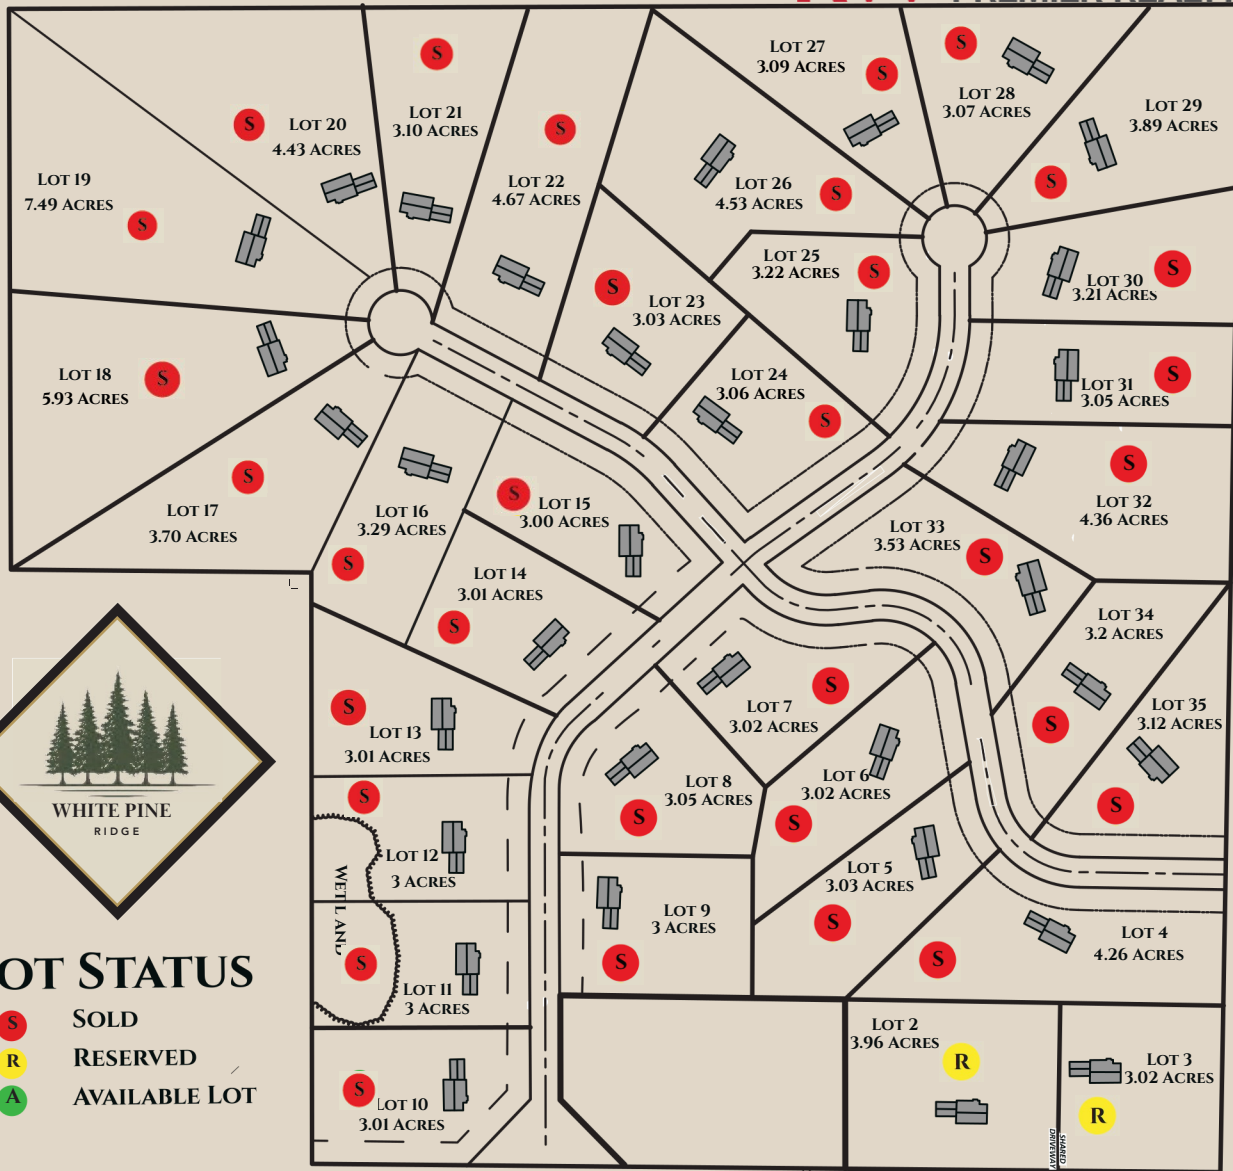 S
LOT 27
3.09 ACRES
S
S
LOT 28
3.07 ACRES
LOT 29
3.89 ACRES
S
LOT 21
3.10 ACRES
S
LOT 20
4.43 ACRES
S
LOT 22
4.67 ACRES
LOT 19
7.49 ACRES
S
LOT 26
4.53 ACRES
S
LOT 25
3.22 ACRES
S
LOT 30
3.21 ACRES
S
S
LOT 23
3.03 ACRES
LOT 18
5.93 ACRES
S
LOT 24
3.06 ACRES
S
LOT 31
3.05 ACRES
S
S
LOT 32
4.36 ACRES
S
LOT 17
3.70 ACRES
LOT 16
3.29 ACRES
S
S
LOT 15
3.00 ACRES
LOT 33
3.53 ACRES
S
LOT 14
3.01 ACRES
S
LOT 34
3.2 ACRES
S
LOT 35
3.12 ACRES
S
S
LOT 13
3.01 ACRES
LOT 7
3.02 ACRES
S
LOT 8
3.05 ACRES
S
LOT 6
3.02 ACRES
S
S
LOT 12
3 ACRES
WETLAND
S
LOT 11
3 ACRES
LOT 5
3.03 ACRES
S
LOT 9
3 ACRES
S
LOT 4
4.26 ACRES
S
S
LOT 10
3.01 ACRES
LOT 2
3.96 ACRES
R
LOT 3
3.02 ACRES
R
SHARED
DRIVEWAY
WHITE PINE
RIDGE
OT STATUS
S SOLD
R RESERVED
A AVAILABLE LOT